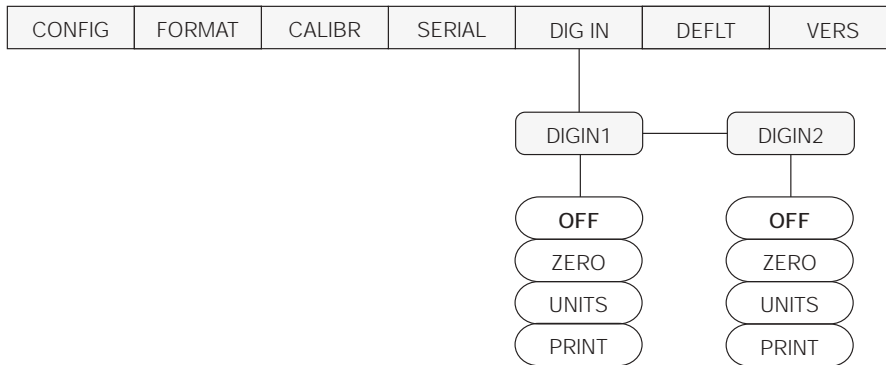 CONFIG FORMAT CALIBR SERIAL DIG IN DEFLT VERS
DIGIN1 DIGIN2
OFF OFF
ZERO ZERO
UNITS UNITS
PRINT PRINT